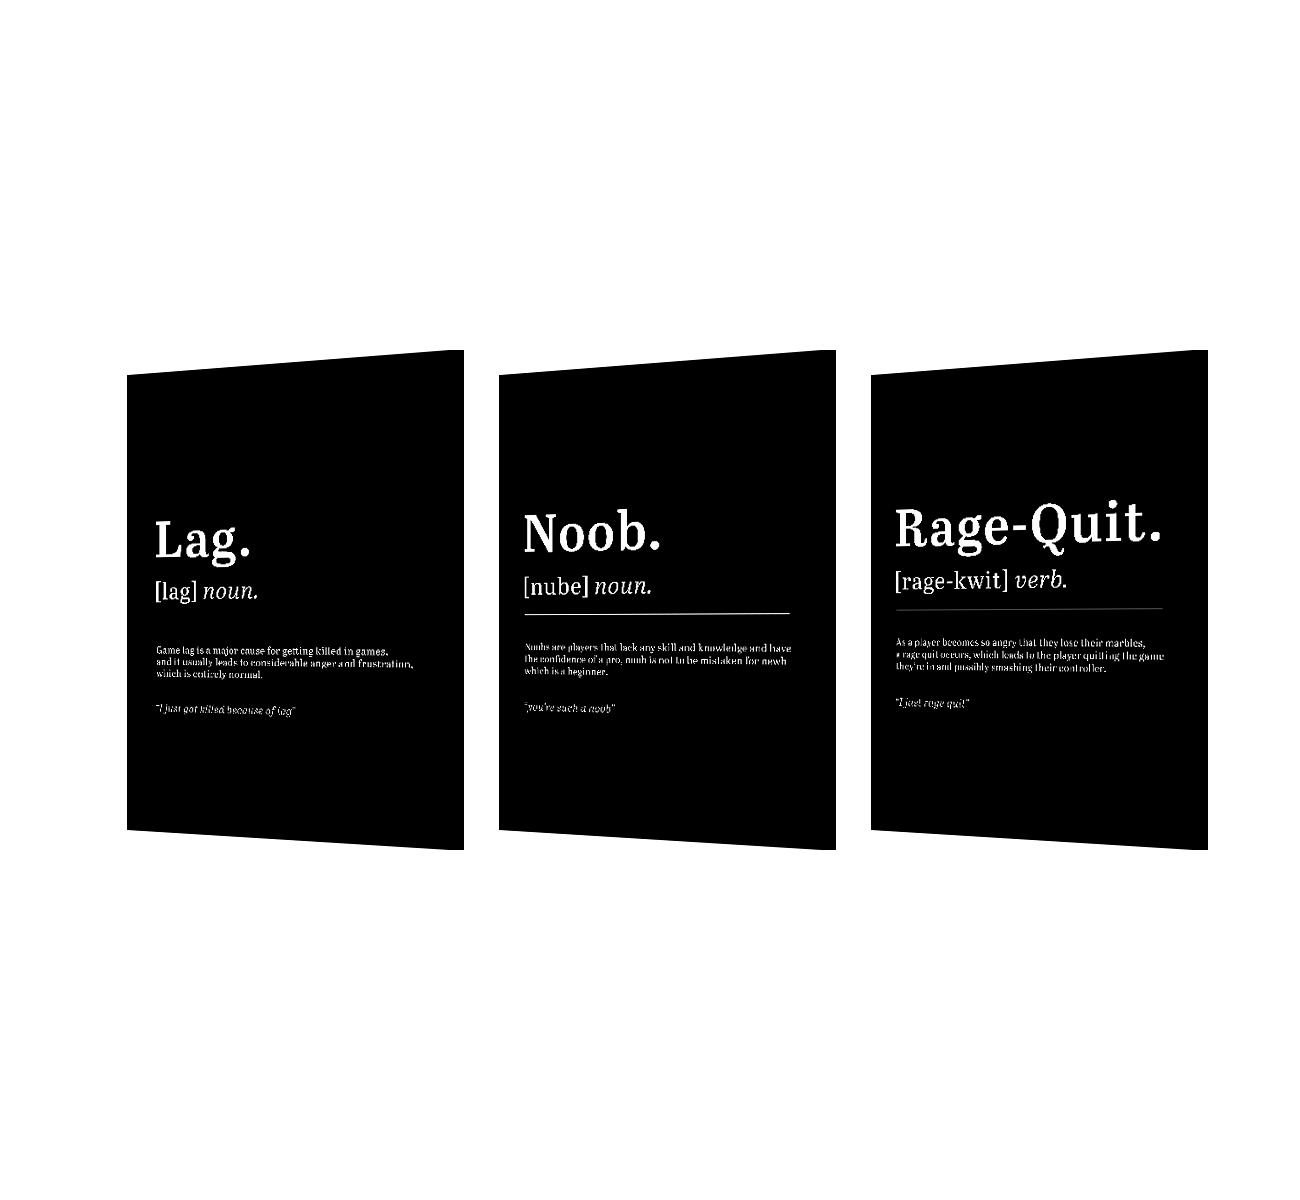 Lag.
[lag] noun.
Game lag is a major cause for getting killed in games,
and it usually leads to considerable anger and frustration,
which is entirely normal.
"I just got killed because of lag"
Noob.
[nube] noun.
Noobs are players that lack any skill and knowledge and have
the confidence of a pro, noob is not to be mistaken for newb
which is a beginner.
"you're such a noob"
Rage-Quit.
[rage-kwit] verb.
As a player becomes so angry that they lose their marbles,
a rage quit occurs, which leads to the player quitting the game
they're in and possibly smashing their controller.
"I just rage quit"